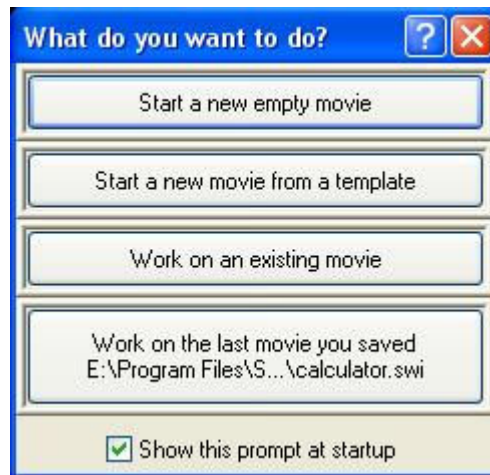 What do you want to do?
?
Start a new empty movie
Start a new movie from a template
Work on an existing movie
Work on the last movie you saved
E:\Program Files\S...\calculator.swi
Show this prompt at startup